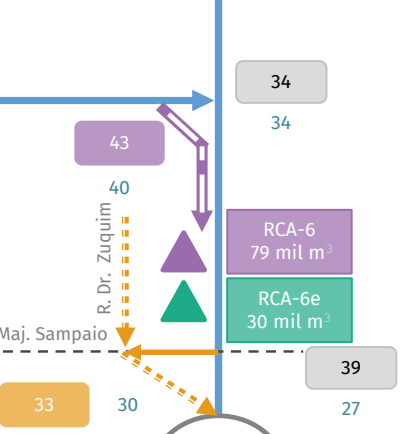 34
34
43
40
R. Dr. Zuquim
RCA-6
79 mil m³
RCA-6e
30 mil m³
Maj. Sampaio
39
27
33
30